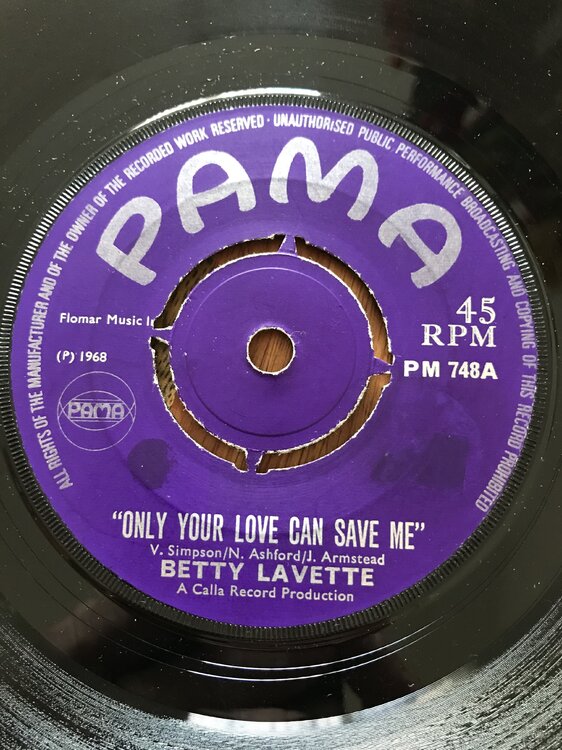 ALL RIGHTS OF THE MANUFACTURER AND OF THE OWNER OF THE RECORDED WORK RESERVED · UNAUTHORISED PUBLIC PERFORMANCE BROADCASTING AND COPYING OF THIS RECORD PROHIBITED
PAMA
Flomar Music
45
RPM
(P) 1968
PM 748A
PAMA
"ONLY YOUR LOVE CAN SAVE ME"
V. Simpson/N. Ashford/J. Armstead
BETTY LAVETTE
A Calla Record Production